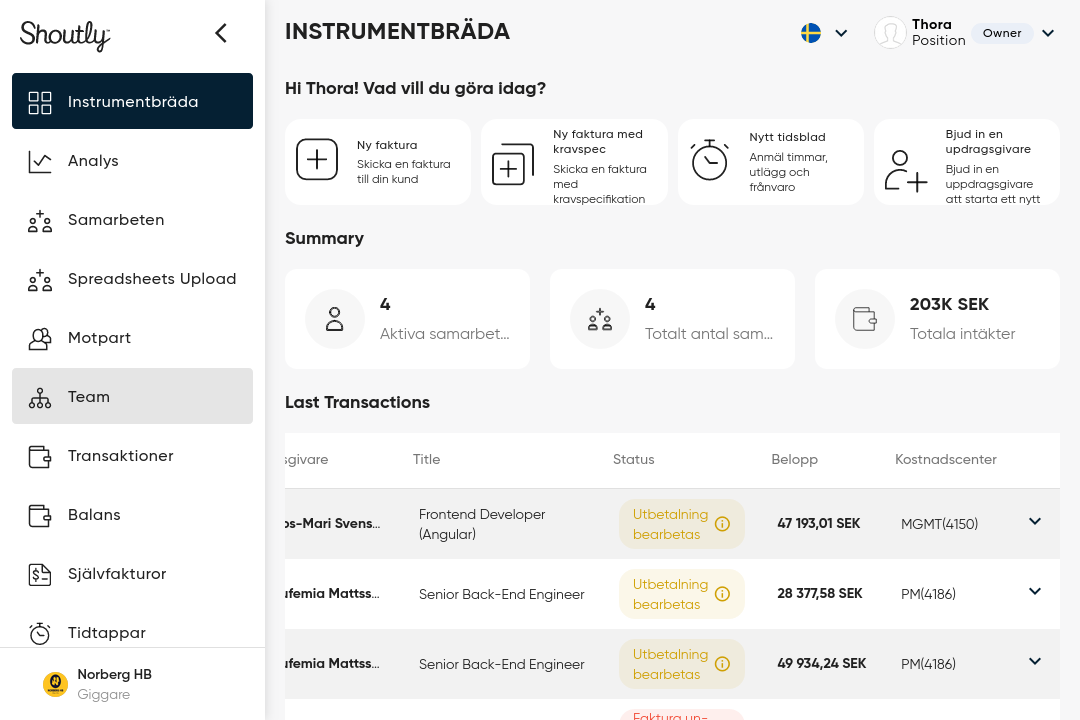 Shoutly
Instrumentbräda
Analys
Samarbeten
Spreadsheets Upload
Motpart
Team
Transaktioner
Balans
Självfakturor
Tidtappar
Norberg HB
Giggare
INSTRUMENTBRÄDA
Thora
Position
Owner
Hi Thora! Vad vill du göra idag?
Ny faktura
Skicka en faktura
till din kund
Ny faktura med
kravspec
Skicka en faktura
med
kravspecifikation
Nytt tidsblad
Anmäl timmar,
utlägg och
frånvaro
Bjud in en
updragsgivare
Bjud in en
uppdragsgivare
att starta ett nytt
Summary
4
Aktiva samarbet...
4
Totalt antal sam...
203K SEK
Totala intäkter
Last Transactions
sgivare Title Status Belopp Kostnadscenter
os-Mari Svens... Frontend Developer
(Angular) Utbetalning
bearbetas 47 193,01 SEK MGMT(4150)
ufemia Mattss... Senior Back-End Engineer Utbetalning
bearbetas 28 377,58 SEK PM(4186)
ufemia Mattss... Senior Back-End Engineer Utbetalning
bearbetas 49 934,24 SEK PM(4186)
Faktura un-